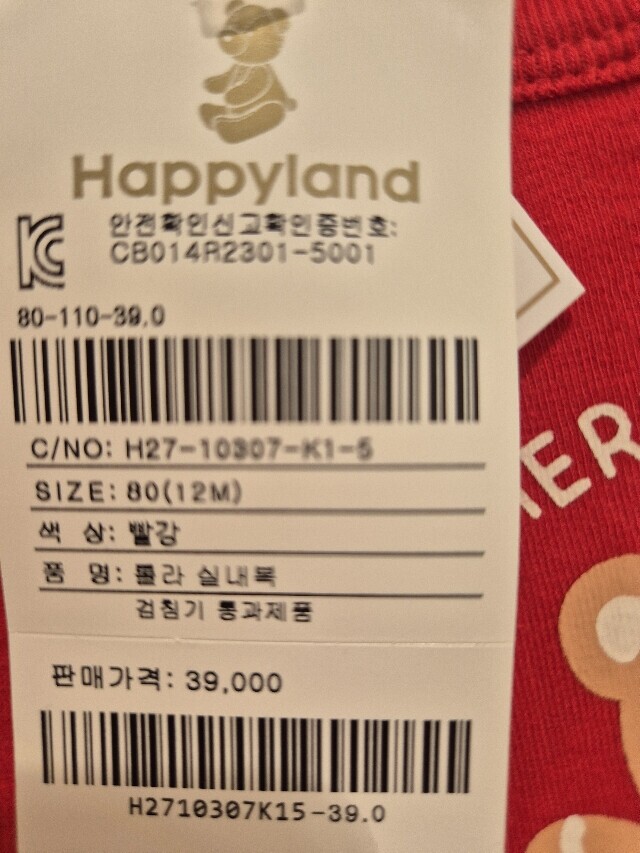 Happyland
안전확인신고확인증번호:
CB014R2301-5001
80-110-39.0
C/NO: H27-10307-K1-5
SIZE: 80(12M)
색 상: 빨강
품 명: 롤라 실내복
검침기 통과제품
판매가격: 39,000
H2710307K15-39.0